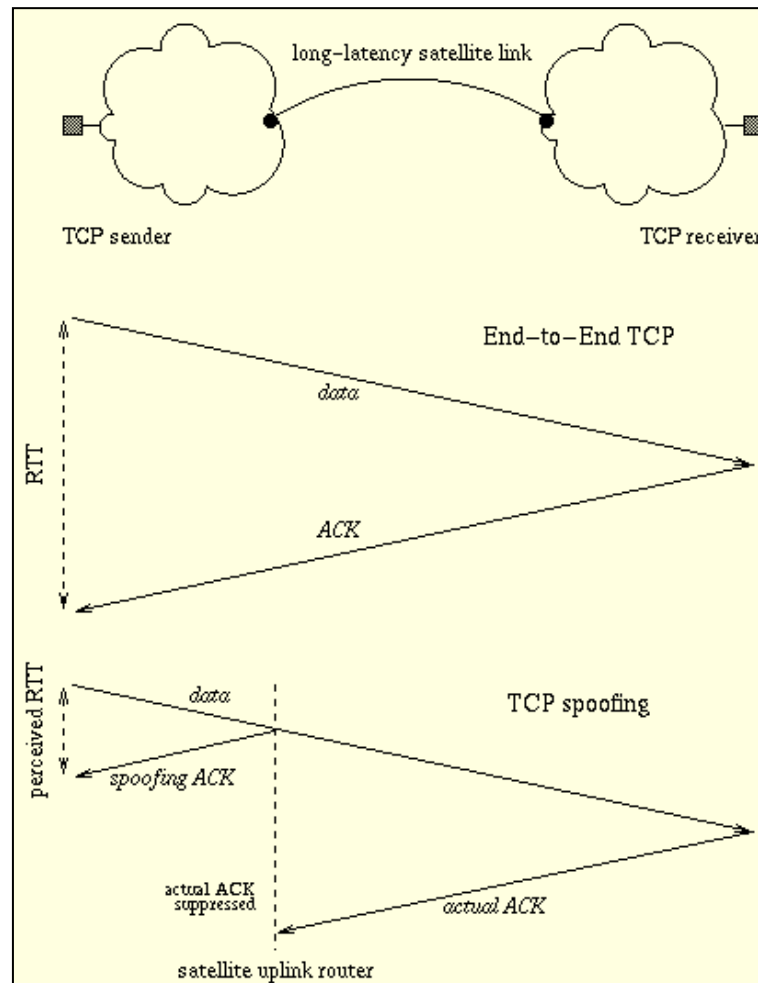 long-latency satellite link
TCP sender
TCP receiver
End-to-End TCP
data
RTT
ACK
data
TCP spoofing
perceived RTT
spoofing ACK
actual ACK
suppressed
actual ACK
satellite uplink router